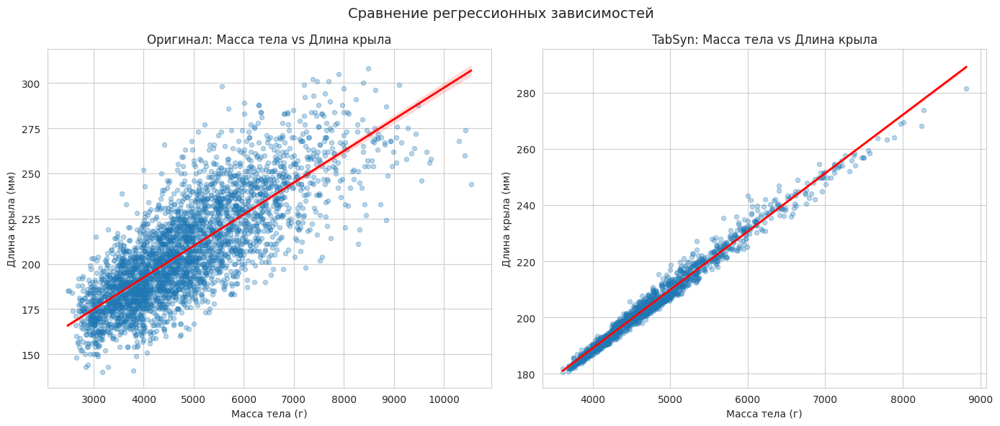 Сравнение регрессионных зависимостей
Оригинал: Масса тела vs Длина крыла
Длина крыла (мм)
300
275
250
225
200
175
150
3000 4000 5000 6000 7000 8000 9000 10000
Масса тела (г)
TabSyn: Масса тела vs Длина крыла
Длина крыла (мм)
280
260
240
220
200
180
4000 5000 6000 7000 8000 9000
Масса тела (г)